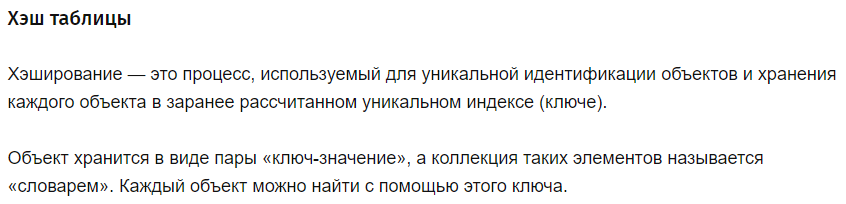 Хэш таблицы
Хэширование — это процесс, используемый для уникальной идентификации объектов и хранения
каждого объекта в заранее рассчитанном уникальном индексе (ключе).
Объект хранится в виде пары «ключ-значение», а коллекция таких элементов называется
«словарем». Каждый объект можно найти с помощью этого ключа.